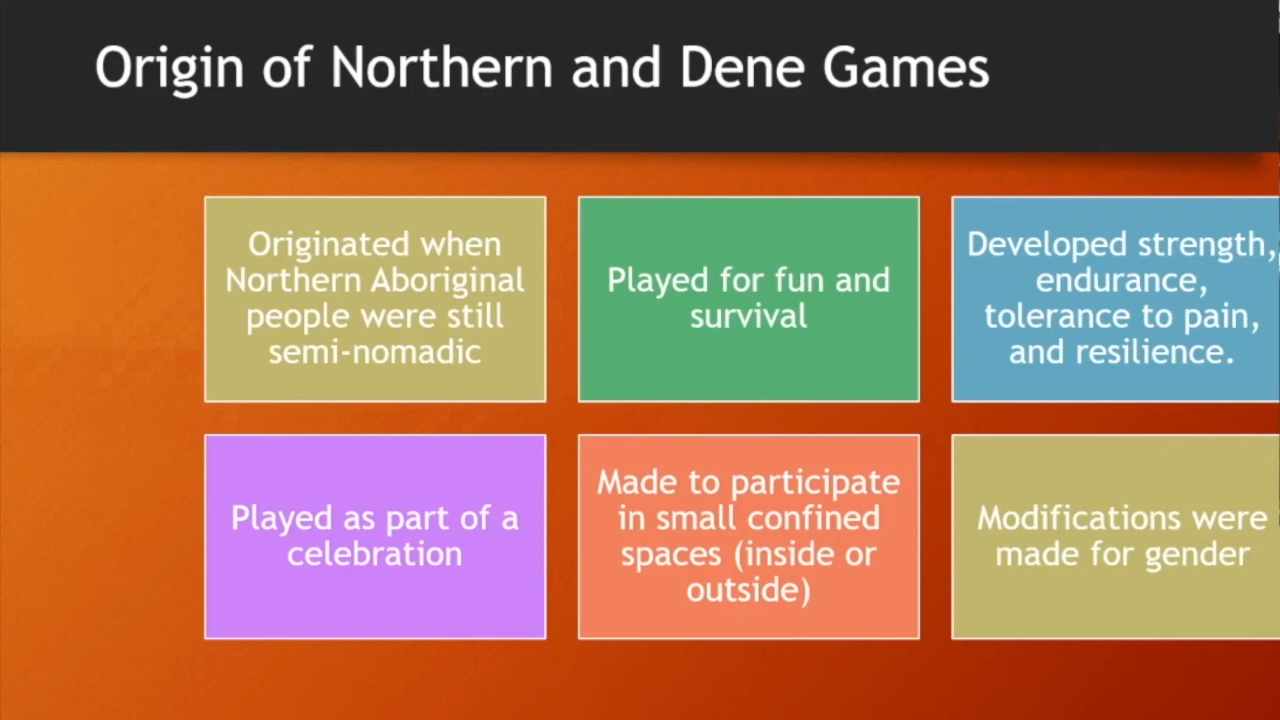 Origin of Northern and Dene Games
Originated when
Northern Aboriginal
people were still
semi-nomadic
Played for fun and
survival
Developed strength,
endurance,
tolerance to pain,
and resilience.
Played as part of a
celebration
Made to participate
in small confined
spaces (inside or
outside)
Modifications were
made for gender